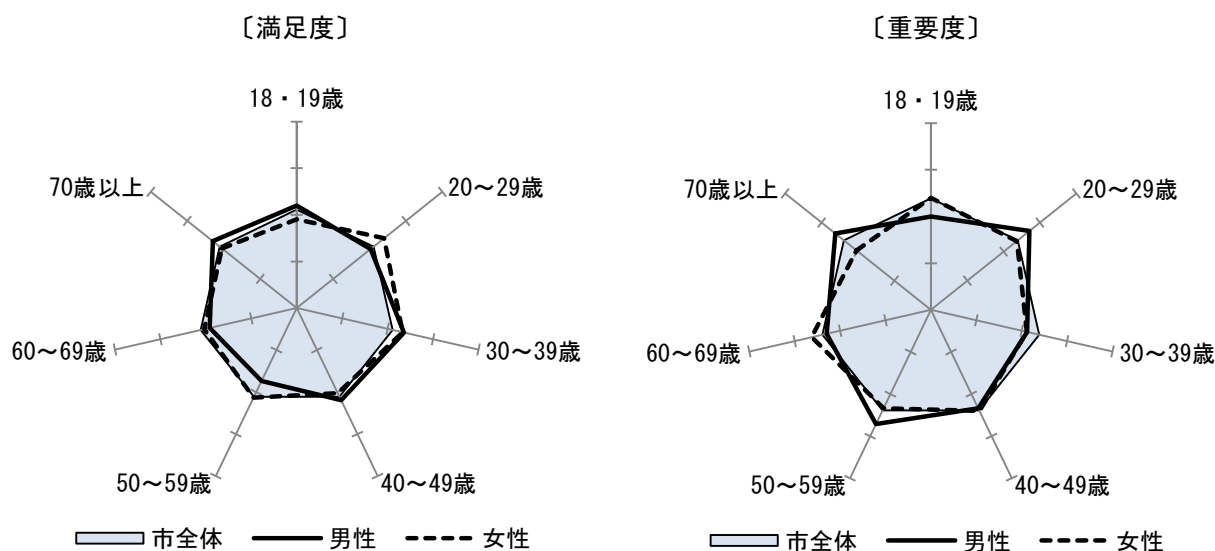 〔満足度〕
18・19歳
20～29歳
30～39歳
40～49歳
50～59歳
60～69歳
70歳以上
市全体 男性 女性
〔重要度〕
18・19歳
20～29歳
30～39歳
40～49歳
50～59歳
60～69歳
70歳以上
市全体 男性 女性